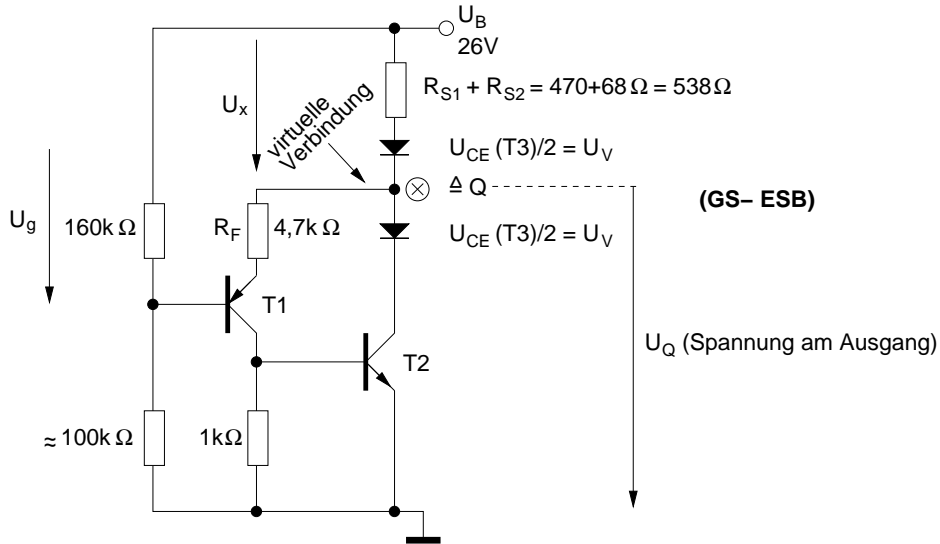 U_B
26V
R_S1 + R_S2 = 470+68 Ω = 538 Ω
U_x
virtuelle
Verbindung
U_CE (T3)/2 = U_V
≙ Q
(GS– ESB)
U_g
160k Ω
R_F
4,7k Ω
U_CE (T3)/2 = U_V
T1
U_Q (Spannung am Ausgang)
T2
≈ 100k Ω
1kΩ